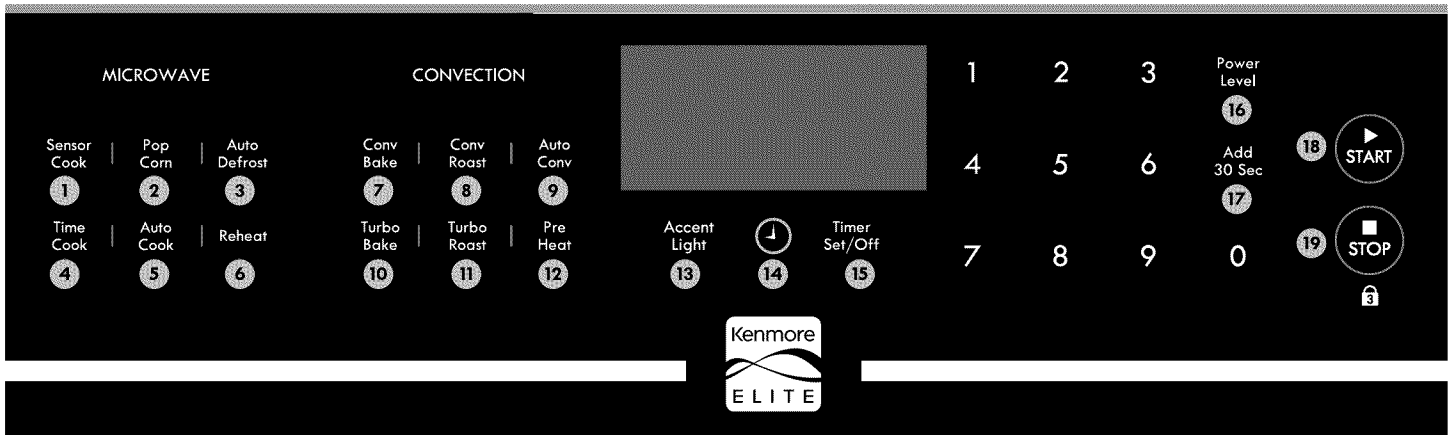 MICROWAVE
Sensor
Cook
1
Pop
Corn
2
Auto
Defrost
3
Time
Cook
4
Auto
Cook
5
Reheat
6
CONVECTION
Conv
Bake
7
Conv
Roast
8
Auto
Conv
9
Turbo
Bake
10
Turbo
Roast
11
Pre
Heat
12
Accent
Light
13
14
Timer
Set/Off
15
1 2 3
4 5 6
7 8 9 0
Power
Level
16
Add
30 Sec
17
18
START
19
STOP
3
Kenmore
ELITE